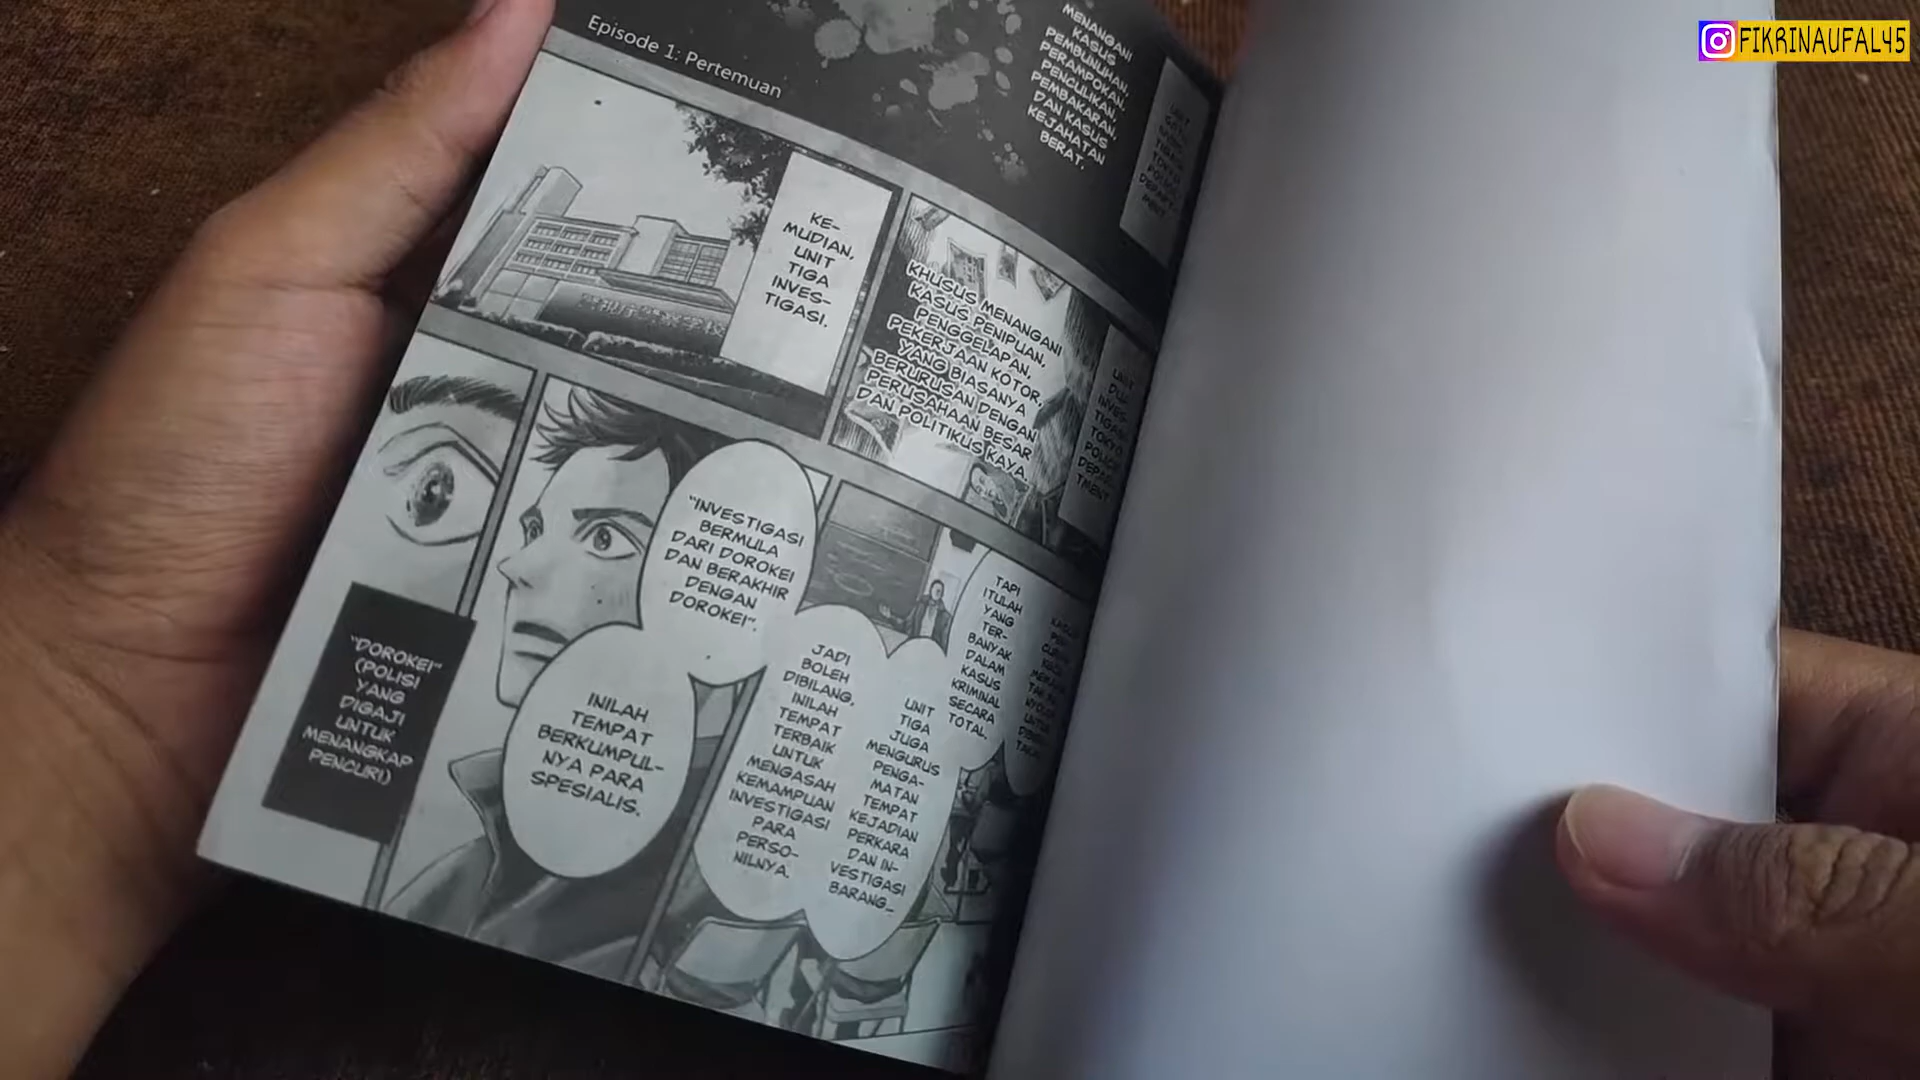 FIKRINAUFAL45
Episode 1: Pertemuan
MENANGANI
KASUS
PEMBUNUHAN,
PERAMPOKAN,
PENCULIKAN,
PEMBAKARAN,
DAN KASUS
KEJAHATAN
BERAT.
KHUSUS MENANGANI
KASUS PENIPUAN,
PENGGELAPAN,
PEKERJAAN KOTOR,
YANG BIASANYA
BERURUSAN DENGAN
PERUSAHAAN BESAR
DAN POLITIKUS KAYA.
KE-
MUDIAN,
UNIT
TIGA
INVES-
TIGASI.
TAPI
ITULAH
YANG
TER-
BANYAK
DALAM
KASUS
KRIMINAL
SECARA
TOTAL.
UNIT
TIGA
JUGA
MENGURUS
PENGA-
MATAN
TEMPAT
KEJADIAN
PERKARA
DAN IN-
VESTIGASI
BARANG...
JADI
BOLEH
DIBILANG,
INILAH
TEMPAT
TERBAIK
UNTUK
MENGASAH
KEMAMPUAN
INVESTIGASI
PARA
PERSO-
NILNYA.
"INVESTIGASI
BERMULA
DARI DOROKEI
DAN BERAKHIR
DENGAN
DOROKEI".
INILAH
TEMPAT
BERKUMPUL-
NYA PARA
SPESIALIS.
"DOROKEI"
(POLISI
YANG
DIGAJI
UNTUK
MENANGKAP
PENCURI)